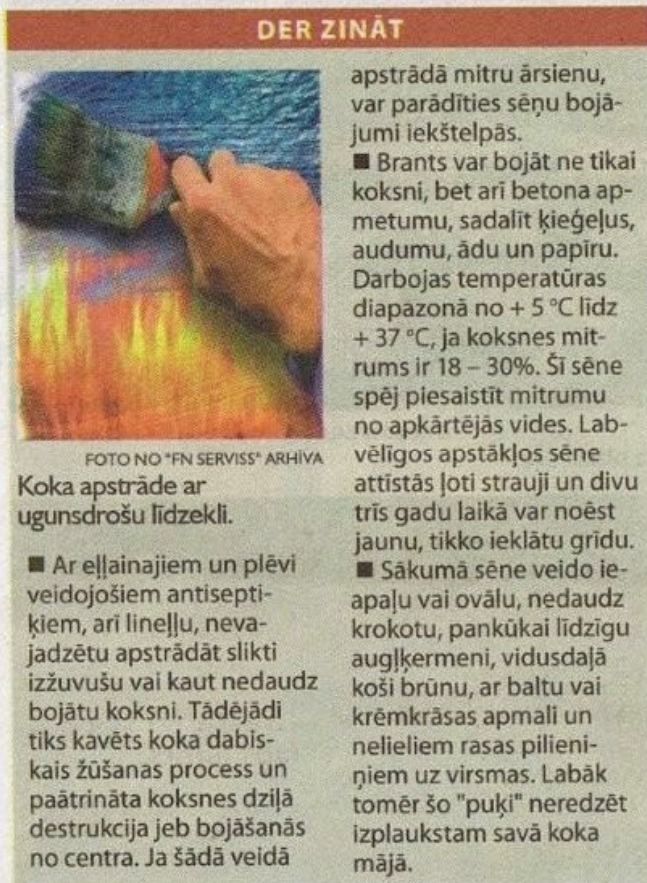 DER ZINĀT
FOTO NO "FN SERVISS" ARHĪVA
Koka apstrāde ar
ugunsdrošu līdzekli.
■ Ar eļļainajiem un plēvi
veidojošiem antisepti-
ķiem, arī lineļļu, neva-
jadzētu apstrādāt slikti
izžuvušu vai kaut nedaudz
bojātu koksni. Tādējādi
tiks kavēts koka dabis-
kais žūšanas process un
paātrināta koksnes dziļā
destrukcija jeb bojāšanās
no centra. Ja šādā veidā
apstrādā mitru ārsienu,
var parādīties sēņu bojā-
jumi iekštelpās.
■ Brants var bojāt ne tikai
koksni, bet arī betona ap-
metumu, sadalīt ķieģeļus,
audumu, ādu un papīru.
Darbojas temperatūras
diapazonā no + 5 °C līdz
+ 37 °C, ja koksnes mit-
rums ir 18 – 30%. Šī sēne
spēj piesaistīt mitrumu
no apkārtējās vides. Lab-
vēlīgos apstākļos sēne
attīstās ļoti strauji un divu
trīs gadu laikā var noēst
jaunu, tikko ieklātu grīdu.
■ Sākumā sēne veido ie-
apaļu vai ovālu, nedaudz
krokotu, pankūkai līdzīgu
augļķermeni, vidusdaļā
koši brūnu, ar baltu vai
krēmkrāsas apmali un
nelieliem rasas pilieni-
ņiem uz virsmas. Labāk
tomēr šo "puķi" neredzēt
izplaukstam savā koka
mājā.